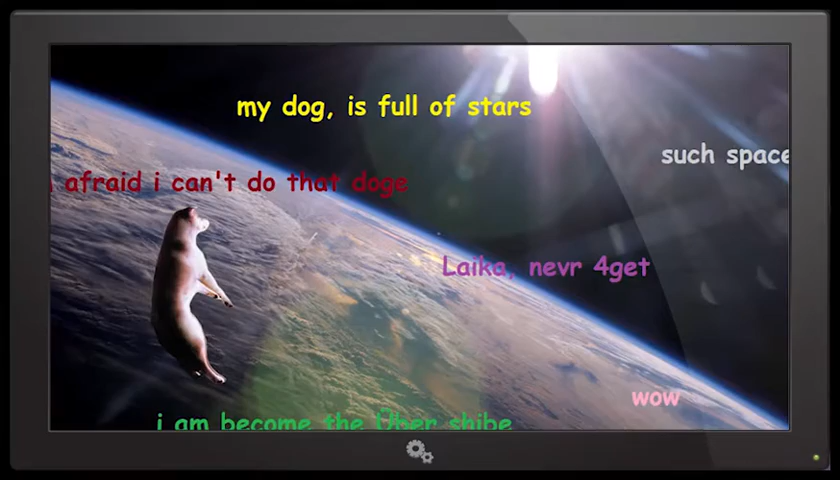 my dog, is full of stars
such space
afraid i can't do that doge
Laika, nevr 4get
wow
i am become the Über shibe